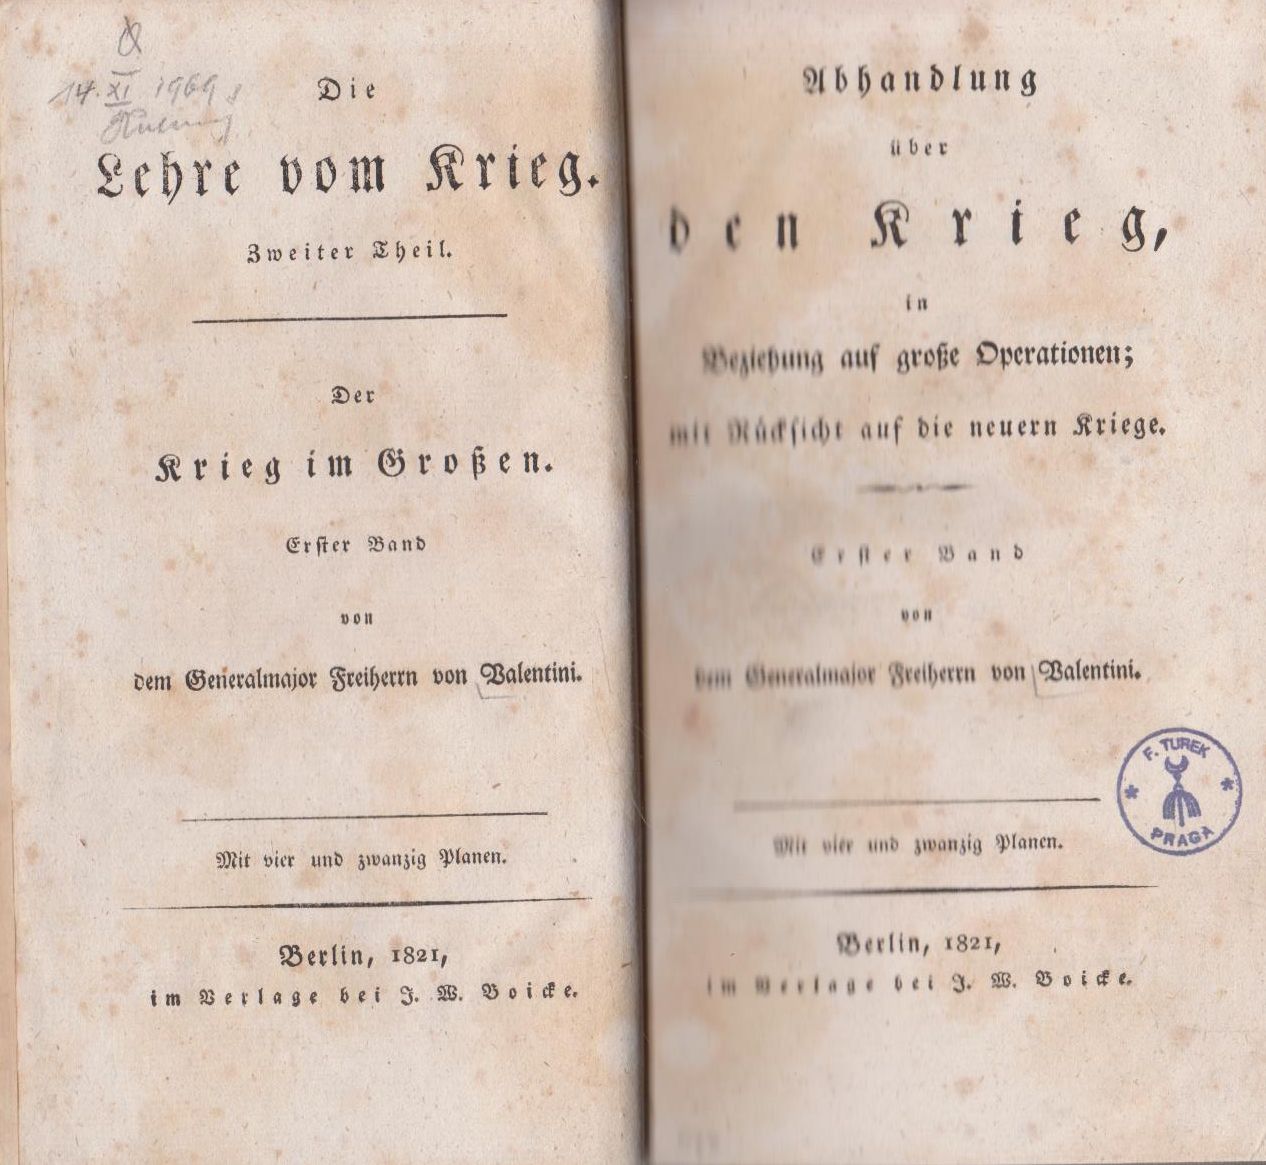 14. XI 1969
Die
Lehre vom Krieg.
Zweiter Theil.
Der
Krieg im Großen.
Erster Band
von
dem Generalmajor Freiherrn von Valentini.
Mit vier und zwanzig Planen.
Berlin, 1821,
im Verlage bei J. W. Boicke.
Abhandlung
über
den Krieg,
in
Beziehung auf große Operationen;
mit Rücksicht auf die neuern Kriege.
Erster Band
von
dem Generalmajor Freiherrn von Valentini.
F. TUREK
PRAGA
Mit vier und zwanzig Planen.
Berlin, 1821,
im Verlage bei J. W. Boicke.